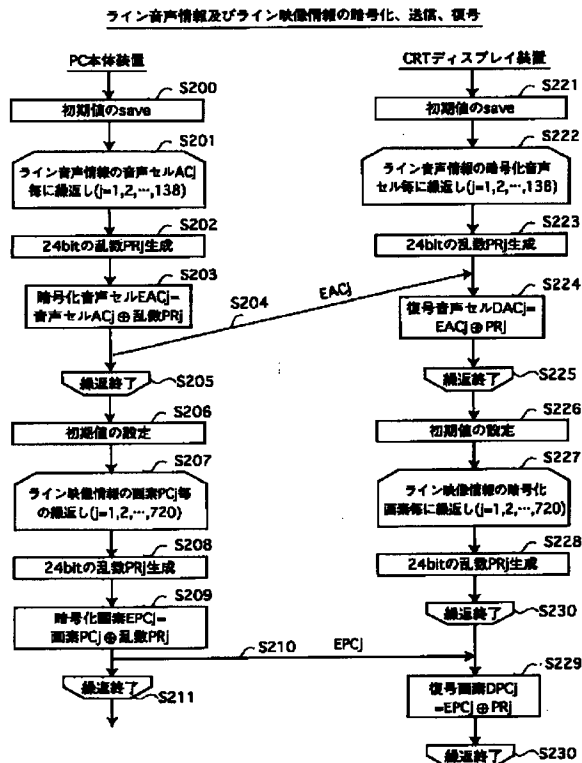 ライン音声情報及びライン映像情報の暗号化、送信、復号
PC本体装置
S200
初期値のsave
S201
ライン音声情報の音声セルACj
毎に繰返し(j=1,2,…,138)
S202
24bitの乱数PRj生成
S203
暗号化音声セルEACj=
音声セルACj⊕乱数PRj
S204
EACj
繰返終了
S205
S206
初期値の設定
S207
ライン映像情報の画素PCj毎
の繰返し(j=1,2,…,720)
S208
24bitの乱数PRj生成
S209
暗号化画素EPCj=
画素PCj⊕乱数PRj
S210
EPCj
繰返終了
S211
CRTディスプレイ装置
S221
初期値のsave
S222
ライン音声情報の暗号化音声
セル毎に繰返し(j=1,2,…,138)
S223
24bitの乱数PRj生成
S224
復号音声セルDACj=
EACj⊕PRj
繰返終了
S225
S226
初期値の設定
S227
ライン映像情報の暗号化
画素毎に繰返し(j=1,2,…,720)
S228
24bitの乱数PRj生成
繰返終了
S230
S229
復号画素DPCj
=EPCj⊕PRj
繰返終了
S230